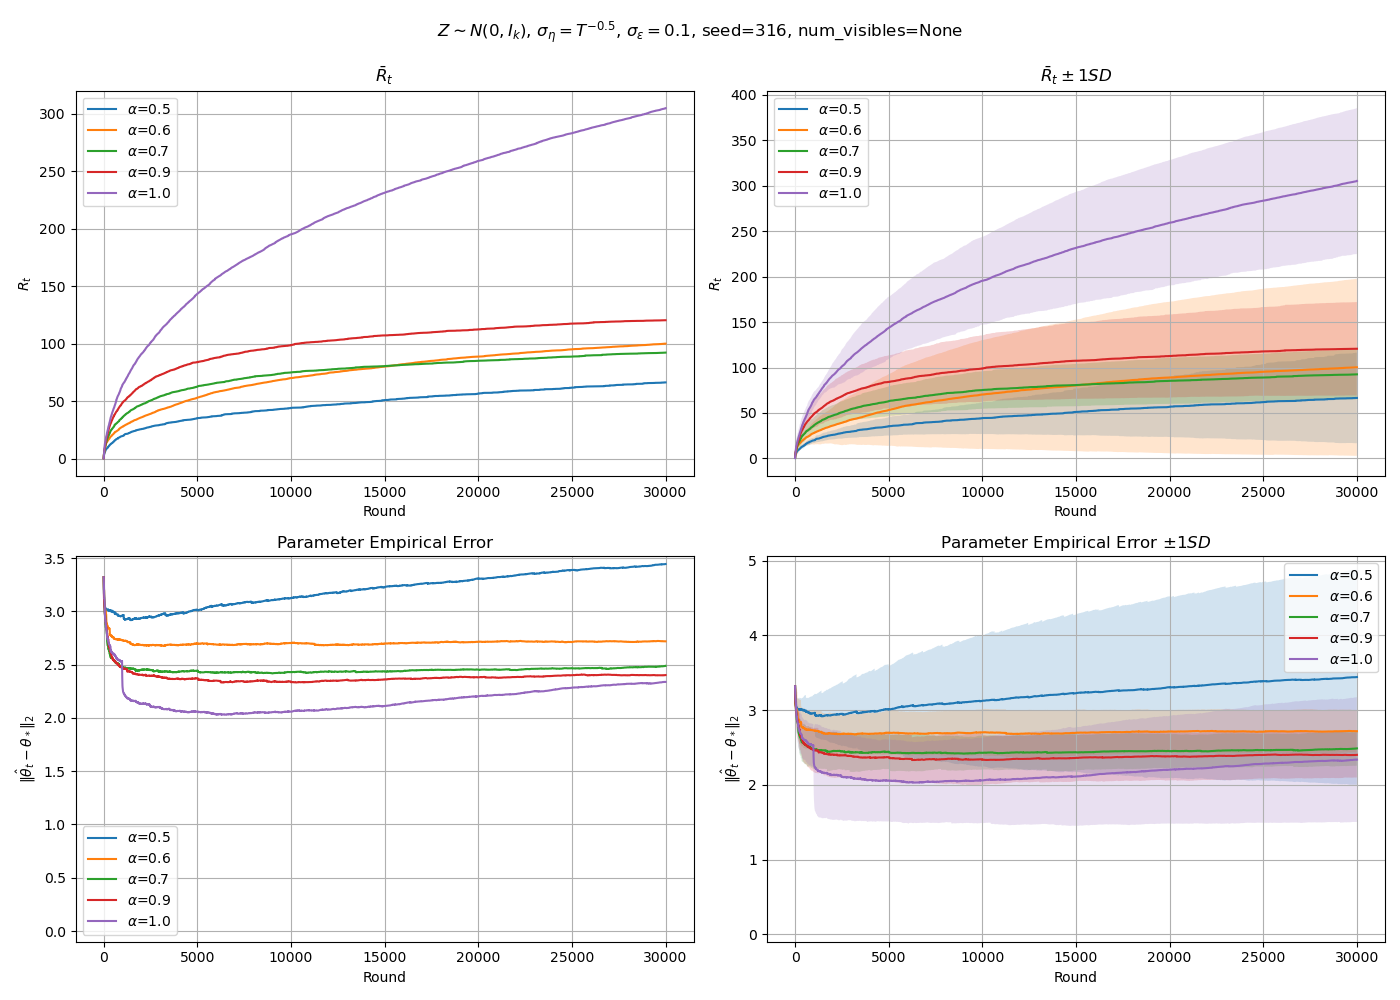 Z ∼ N(0, I_k), σ_η = T^{−0.5}, σ_ε = 0.1, seed=316, num_visibles=None
R̄_t
α=0.5
α=0.6
α=0.7
α=0.9
α=1.0
300
250
200
150
100
50
0
R_t
0 5000 10000 15000 20000 25000 30000
Round
R̄_t ± 1SD
α=0.5
α=0.6
α=0.7
α=0.9
α=1.0
400
350
300
250
200
150
100
50
0
R_t
0 5000 10000 15000 20000 25000 30000
Round
Parameter Empirical Error
3.5
3.0
2.5
2.0
1.5
1.0
0.5
0.0
‖θ̂_t − θ_*‖_2
α=0.5
α=0.6
α=0.7
α=0.9
α=1.0
0 5000 10000 15000 20000 25000 30000
Round
Parameter Empirical Error ±1SD
α=0.5
α=0.6
α=0.7
α=0.9
α=1.0
5
4
3
2
1
0
‖θ̂_t − θ_*‖_2
0 5000 10000 15000 20000 25000 30000
Round